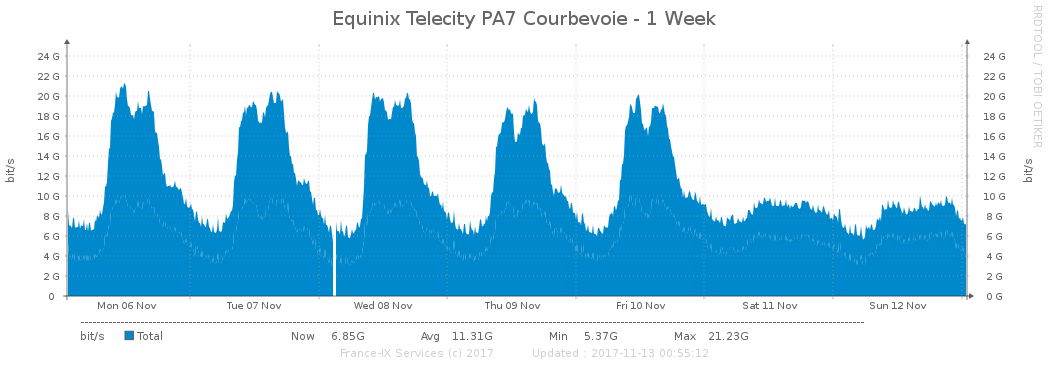 Equinix Telecity PA7 Courbevoie - 1 Week
RRDTOOL / TOBI OETIKER
bit/s
24 G 24 G
22 G 22 G
20 G 20 G
18 G 18 G
16 G 16 G
14 G 14 G
12 G 12 G
10 G 10 G
8 G 8 G
6 G 6 G
4 G 4 G
2 G 2 G
0 0 G
bit/s
Mon 06 Nov Tue 07 Nov Wed 08 Nov Thu 09 Nov Fri 10 Nov Sat 11 Nov Sun 12 Nov
bit/s Total Now 6.85G Avg 11.31G Min 5.37G Max 21.23G
France-IX Services (c) 2017 Updated : 2017-11-13 00:55:12